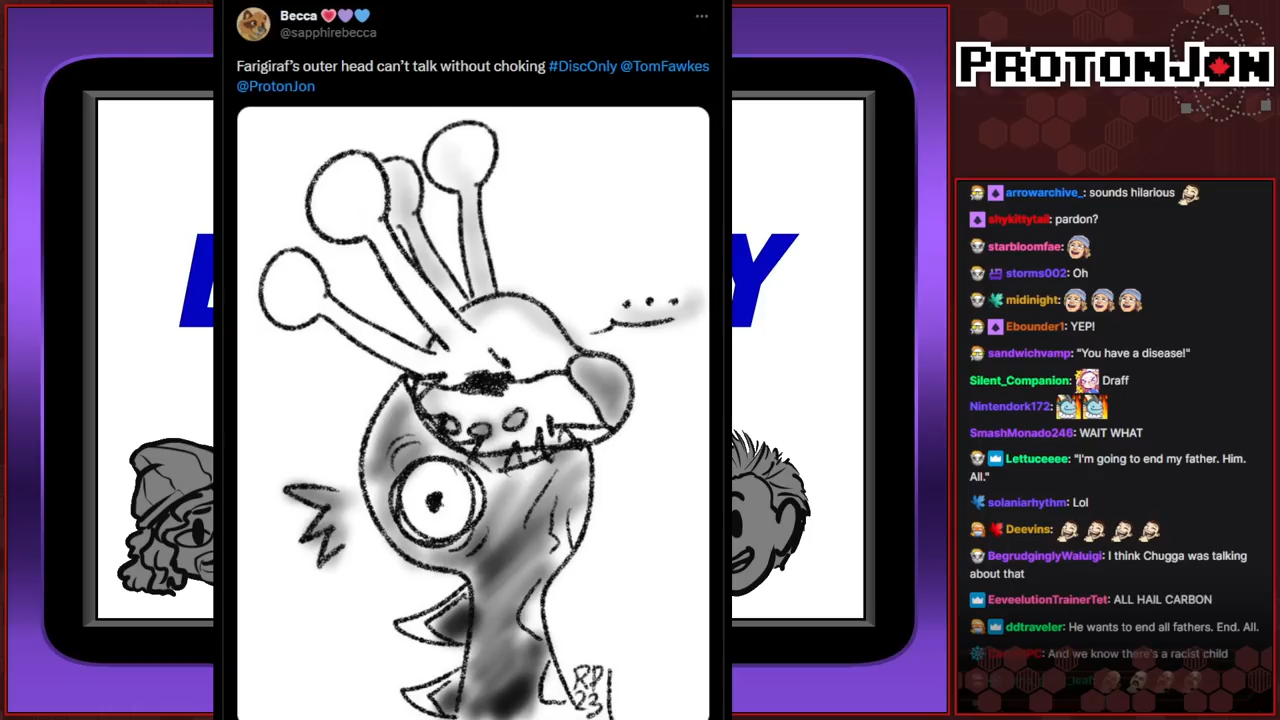 Becca
@sapphirebecca
Farigiraf's outer head can't talk without choking #DiscOnly @TomFawkes
@ProtonJon
Y
RP
23
PROTONJON
arrowarchive_: sounds hilarious
shykittytail: pardon?
starbloomfae:
storms002: Oh
midinight:
Ebounder1: YEP!
sandwichvamp: "You have a disease!"
Silent_Companion: Draff
Nintendork172:
SmashMonado246: WAIT WHAT
Lettuceeee: "I'm going to end my father. Him.
All."
solaniarhythm: Lol
Deevins:
BegrudginglyWaluigi: I think Chugga was talking
about that
EeveelutionTrainerTet: ALL HAIL CARBON
ddtraveler: He wants to end all fathers. End. All.
And we know there's a racist child